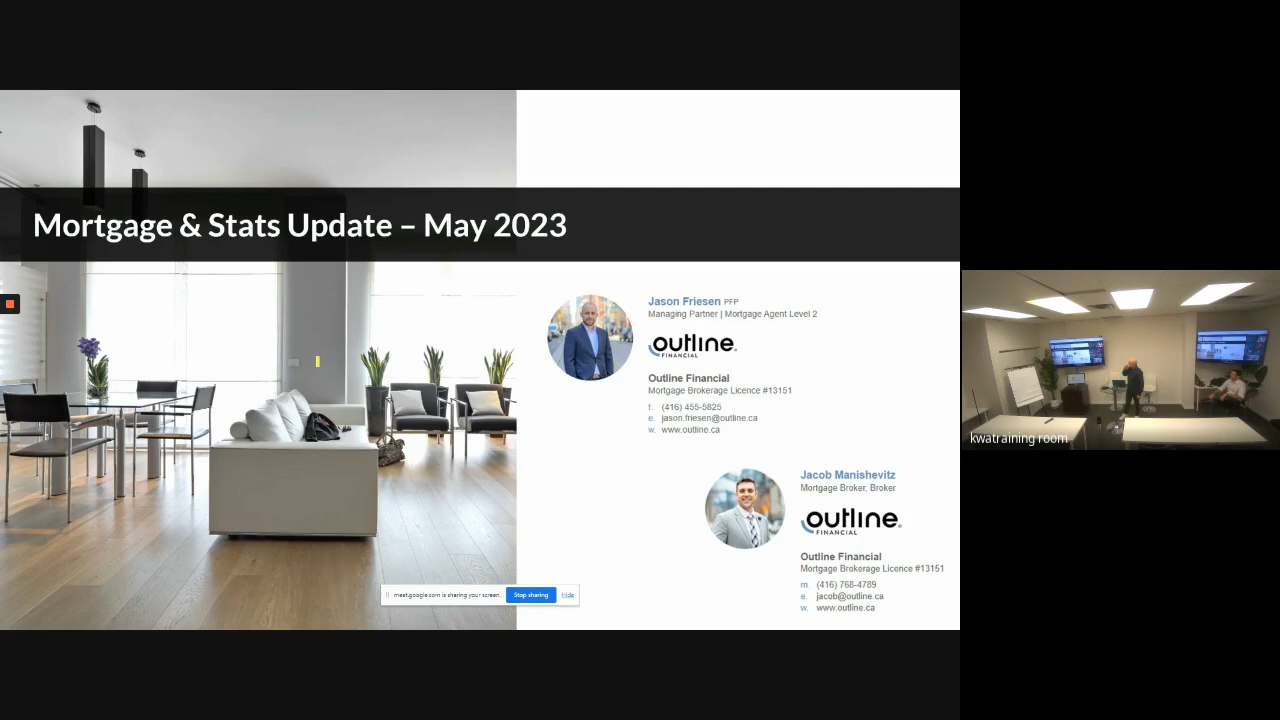 Mortgage & Stats Update – May 2023
Jason Friesen PFP
Managing Partner | Mortgage Agent Level 2
outline.
FINANCIAL
Outline Financial
Mortgage Brokerage Licence #13151
t. (416) 455-5825
e. jason.friesen@outline.ca
w. www.outline.ca
kwatraining room
Jacob Manishevitz
Mortgage Broker, Broker
outline.
FINANCIAL
Outline Financial
Mortgage Brokerage Licence #13151
m. (416) 768-4789
e. jacob@outline.ca
w. www.outline.ca
meet.google.com is sharing your screen. Stop sharing Hide